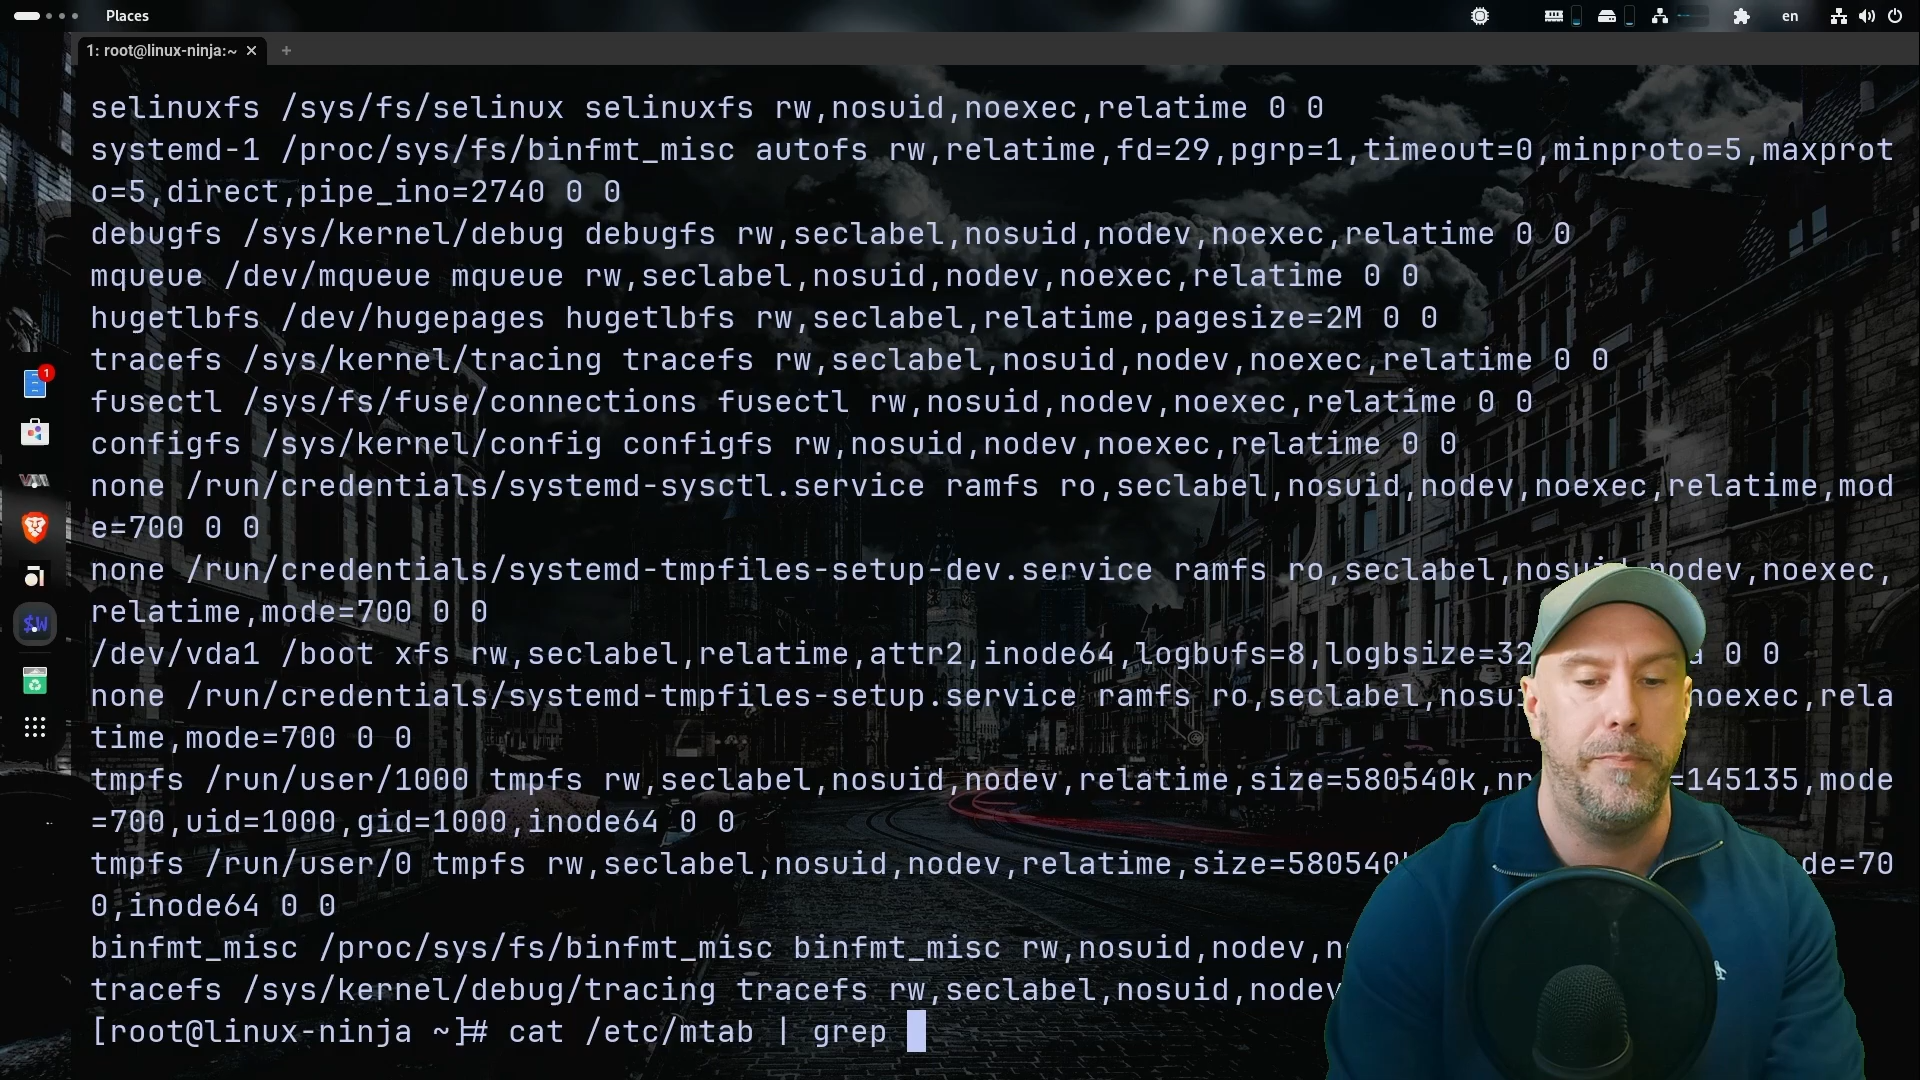 Places
en
1: root@linux-ninja:~ ✕ +
selinuxfs /sys/fs/selinux selinuxfs rw,nosuid,noexec,relatime 0 0
systemd-1 /proc/sys/fs/binfmt_misc autofs rw,relatime,fd=29,pgrp=1,timeout=0,minproto=5,maxprot
o=5,direct,pipe_ino=2740 0 0
debugfs /sys/kernel/debug debugfs rw,seclabel,nosuid,nodev,noexec,relatime 0 0
mqueue /dev/mqueue mqueue rw,seclabel,nosuid,nodev,noexec,relatime 0 0
hugetlbfs /dev/hugepages hugetlbfs rw,seclabel,relatime,pagesize=2M 0 0
tracefs /sys/kernel/tracing tracefs rw,seclabel,nosuid,nodev,noexec,relatime 0 0
1
fusectl /sys/fs/fuse/connections fusectl rw,nosuid,nodev,noexec,relatime 0 0
configfs /sys/kernel/config configfs rw,nosuid,nodev,noexec,relatime 0 0
none /run/credentials/systemd-sysctl.service ramfs ro,seclabel,nosuid,nodev,noexec,relatime,mod
e=700 0 0
none /run/credentials/systemd-tmpfiles-setup-dev.service ramfs ro,seclabel,nosuid,nodev,noexec,
relatime,mode=700 0 0
$W
/dev/vda1 /boot xfs rw,seclabel,relatime,attr2,inode64,logbufs=8,logbsize=32 0 0
none /run/credentials/systemd-tmpfiles-setup.service ramfs ro,seclabel,nosu noexec,rela
time,mode=700 0 0
tmpfs /run/user/1000 tmpfs rw,seclabel,nosuid,nodev,relatime,size=580540k,nr =145135,mode
=700,uid=1000,gid=1000,inode64 0 0
tmpfs /run/user/0 tmpfs rw,seclabel,nosuid,nodev,relatime,size=580540 de=70
0,inode64 0 0
binfmt_misc /proc/sys/fs/binfmt_misc binfmt_misc rw,nosuid,nodev,n
tracefs /sys/kernel/debug/tracing tracefs rw,seclabel,nosuid,nodev
[root@linux-ninja ~]# cat /etc/mtab | grep